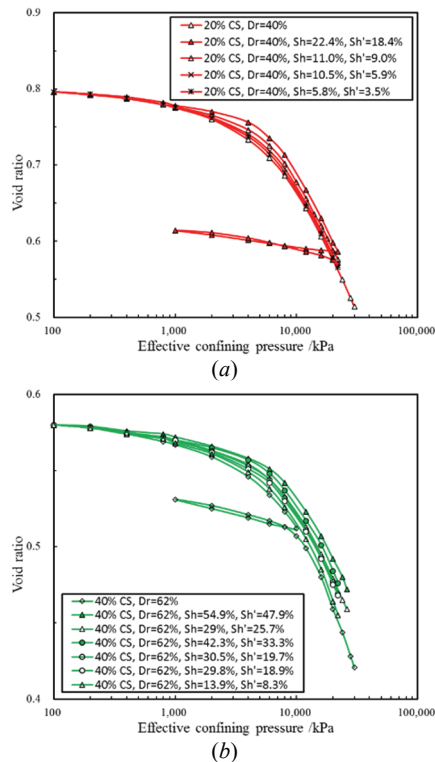 20% CS, Dr=40%
20% CS, Dr=40%, Sh=22.4%, Sh'=18.4%
20% CS, Dr=40%, Sh=11.0%, Sh'=9.0%
20% CS, Dr=40%, Sh=10.5%, Sh'=5.9%
20% CS, Dr=40%, Sh=5.8%, Sh'=3.5%
0.9
0.8
0.7
0.6
0.5
Void ratio
100 1,000 10,000 100,000
Effective confining pressure /kPa
(a)
0.6
0.5
0.4
Void ratio
40% CS, Dr=62%
40% CS, Dr=62%, Sh=54.9%, Sh'=47.9%
40% CS, Dr=62%, Sh=29%, Sh'=25.7%
40% CS, Dr=62%, Sh=42.3%, Sh'=33.3%
40% CS, Dr=62%, Sh=30.5%, Sh'=19.7%
40% CS, Dr=62%, Sh=29.8%, Sh'=18.9%
40% CS, Dr=62%, Sh=13.9%, Sh'=8.3%
100 1,000 10,000 100,000
Effective confining pressure /kPa
(b)